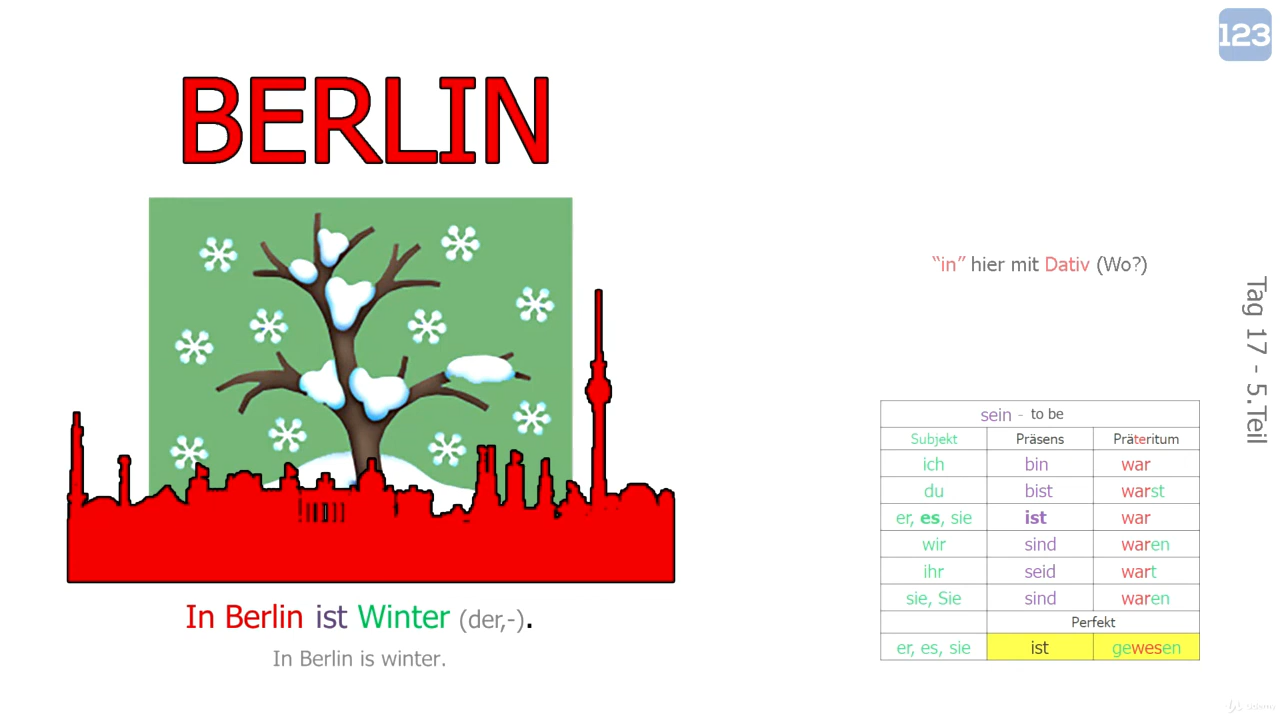 123
BERLIN
"in" hier mit Dativ (Wo?)
Tag 17 - 5.Teil
sein - to be
Subjekt Präsens Präteritum
ich bin war
du bist warst
er, es, sie ist war
wir sind waren
ihr seid wart
sie, Sie sind waren
Perfekt
er, es, sie ist gewesen
In Berlin ist Winter (der,-).
In Berlin is winter.